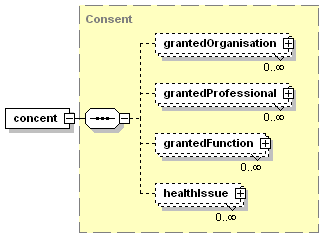 Consent
grantedOrganisation
0..∞
grantedProfessional
0..∞
concent
grantedFunction
0..∞
healthIssue
0..∞